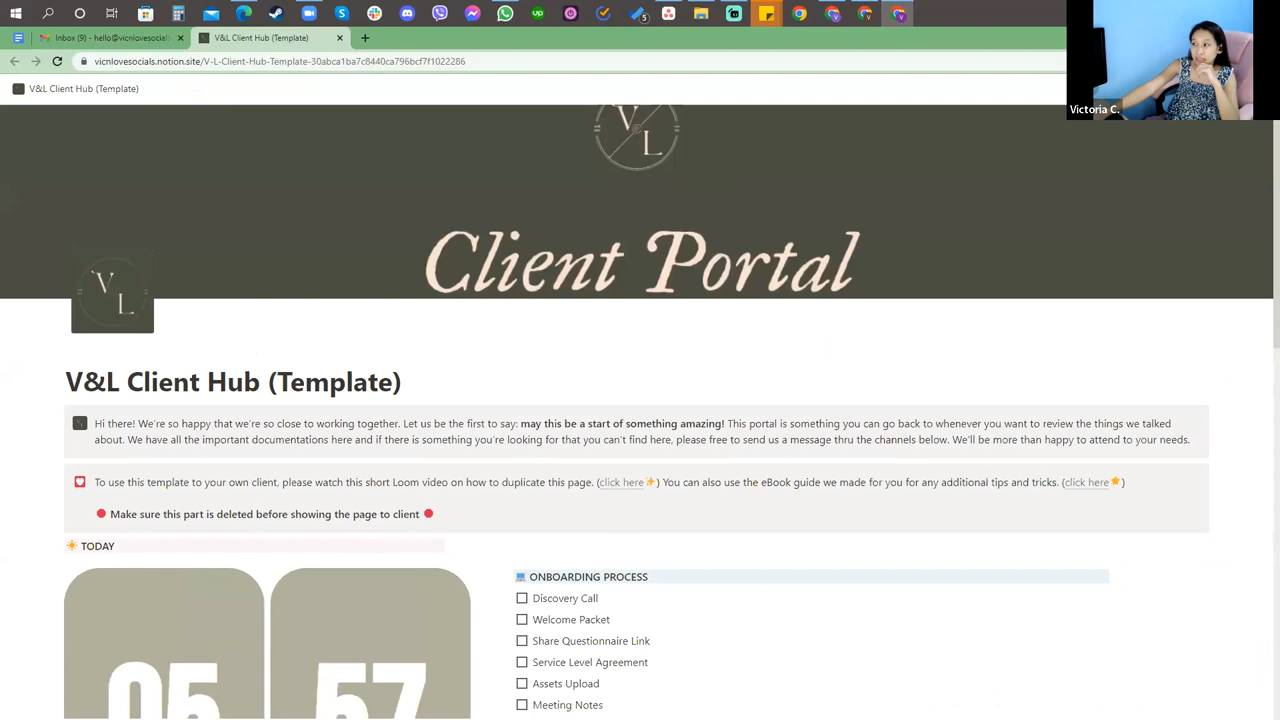 5
Inbox (9) - hello@vicnlovesocials
V&L Client Hub (Template)
vicnlovesocials.notion.site/V-L-Client-Hub-Template-30abca1ba7c8440ca796bcf7f1022286
V&L Client Hub (Template)
Victoria C.
V
L
Client Portal
V
L
V&L Client Hub (Template)
Hi there! We're so happy that we're so close to working together. Let us be the first to say: may this be a start of something amazing! This portal is something you can go back to whenever you want to review the things we talked
about. We have all the important documentations here and if there is something you're looking for that you can't find here, please free to send us a message thru the channels below. We'll be more than happy to attend to your needs.
To use this template to your own client, please watch this short Loom video on how to duplicate this page. (click here✨) You can also use the eBook guide we made for you for any additional tips and tricks. (click here⭐)
🔴 Make sure this part is deleted before showing the page to client 🔴
☀️ TODAY
05 57
💻 ONBOARDING PROCESS
Discovery Call
Welcome Packet
Share Questionnaire Link
Service Level Agreement
Assets Upload
Meeting Notes